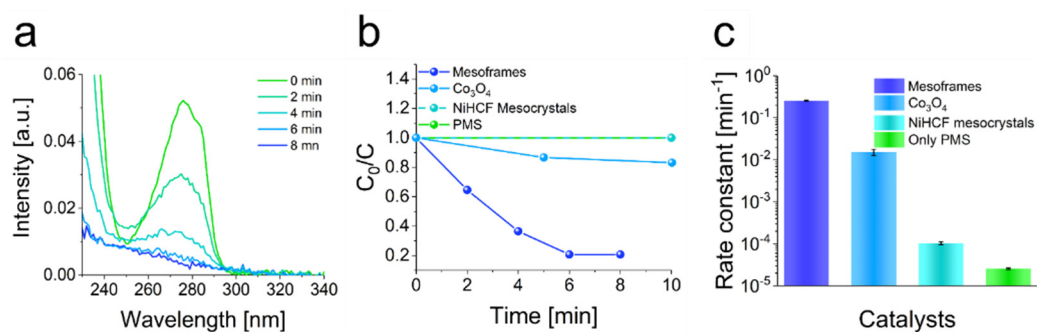 a
0.06
0.04
0.02
0.00
Intensity [a.u.]
0 min
2 min
4 min
6 min
8 mn
230 260 280 300 320 340
Wavelength [nm]
b
1.4
1.2
1.0
0.8
0.6
0.4
0.2
C₀/C
Mesoframes
Co₃O₄
NiHCF Mesocrystals
PMS
0 2 4 6 8 10
Time [min]
c
10⁰
10⁻¹
10⁻²
10⁻³
10⁻⁴
10⁻⁵
Rate constant [min⁻¹]
Mesoframes
Co₃O₄
NiHCF mesocrystals
Only PMS
Catalysts